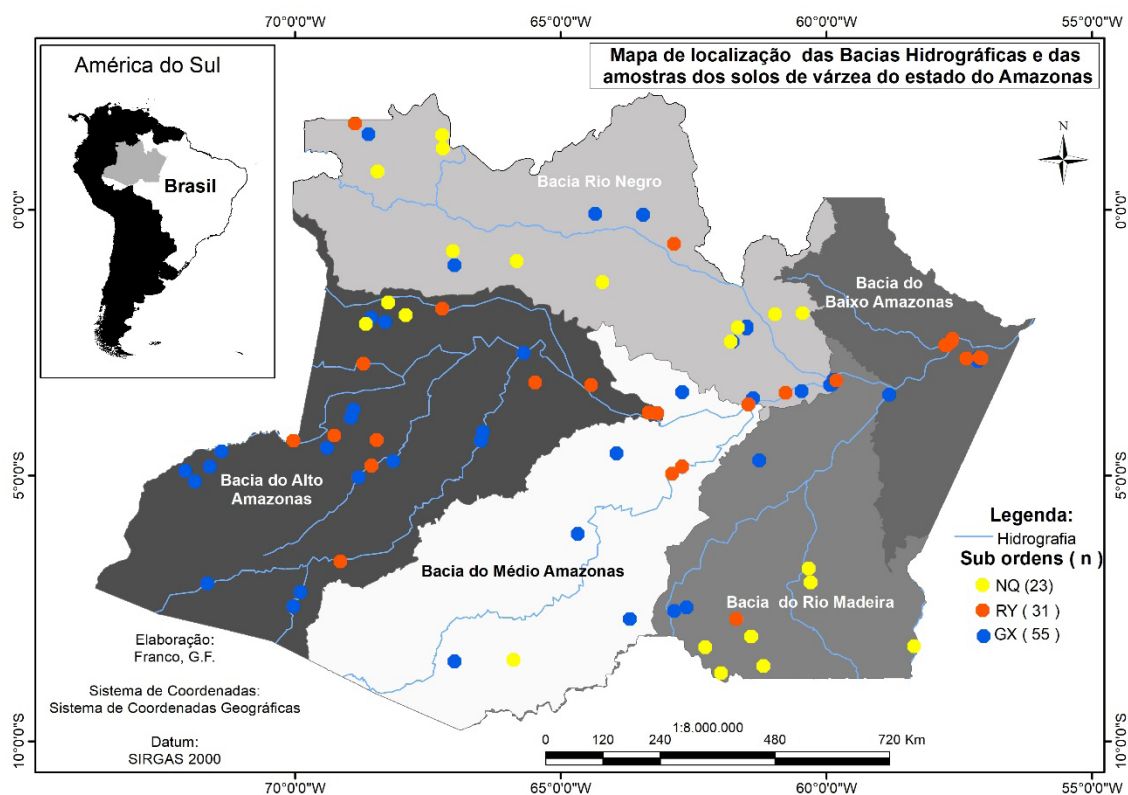 70°0'0"W
65°0'0"W
60°0'0"W
55°0'0"W
América do Sul
Brasil
Mapa de localização das Bacias Hidrográficas e das
amostras dos solos de várzea do estado do Amazonas
N
0°0'0"
0°0'0"S
Bacia Rio Negro
Bacia do
Baixo Amazonas
5°0'0"S
5°0'0"S
Bacia do Alto
Amazonas
Bacia do Médio Amazonas
Bacia do Rio Madeira
Legenda:
Hidrografia
Sub ordens ( n )
NQ (23)
RY ( 31 )
GX ( 55 )
Elaboração:
Franco, G.F.
Sistema de Coordenadas:
Sistema de Coordenadas Geográficas
Datum:
SIRGAS 2000
1:8.000.000
0
120
240
480
720 Km
10°0'0"S
10°0'0"S
70°0'0"W
65°0'0"W
60°0'0"W
55°0'0"W